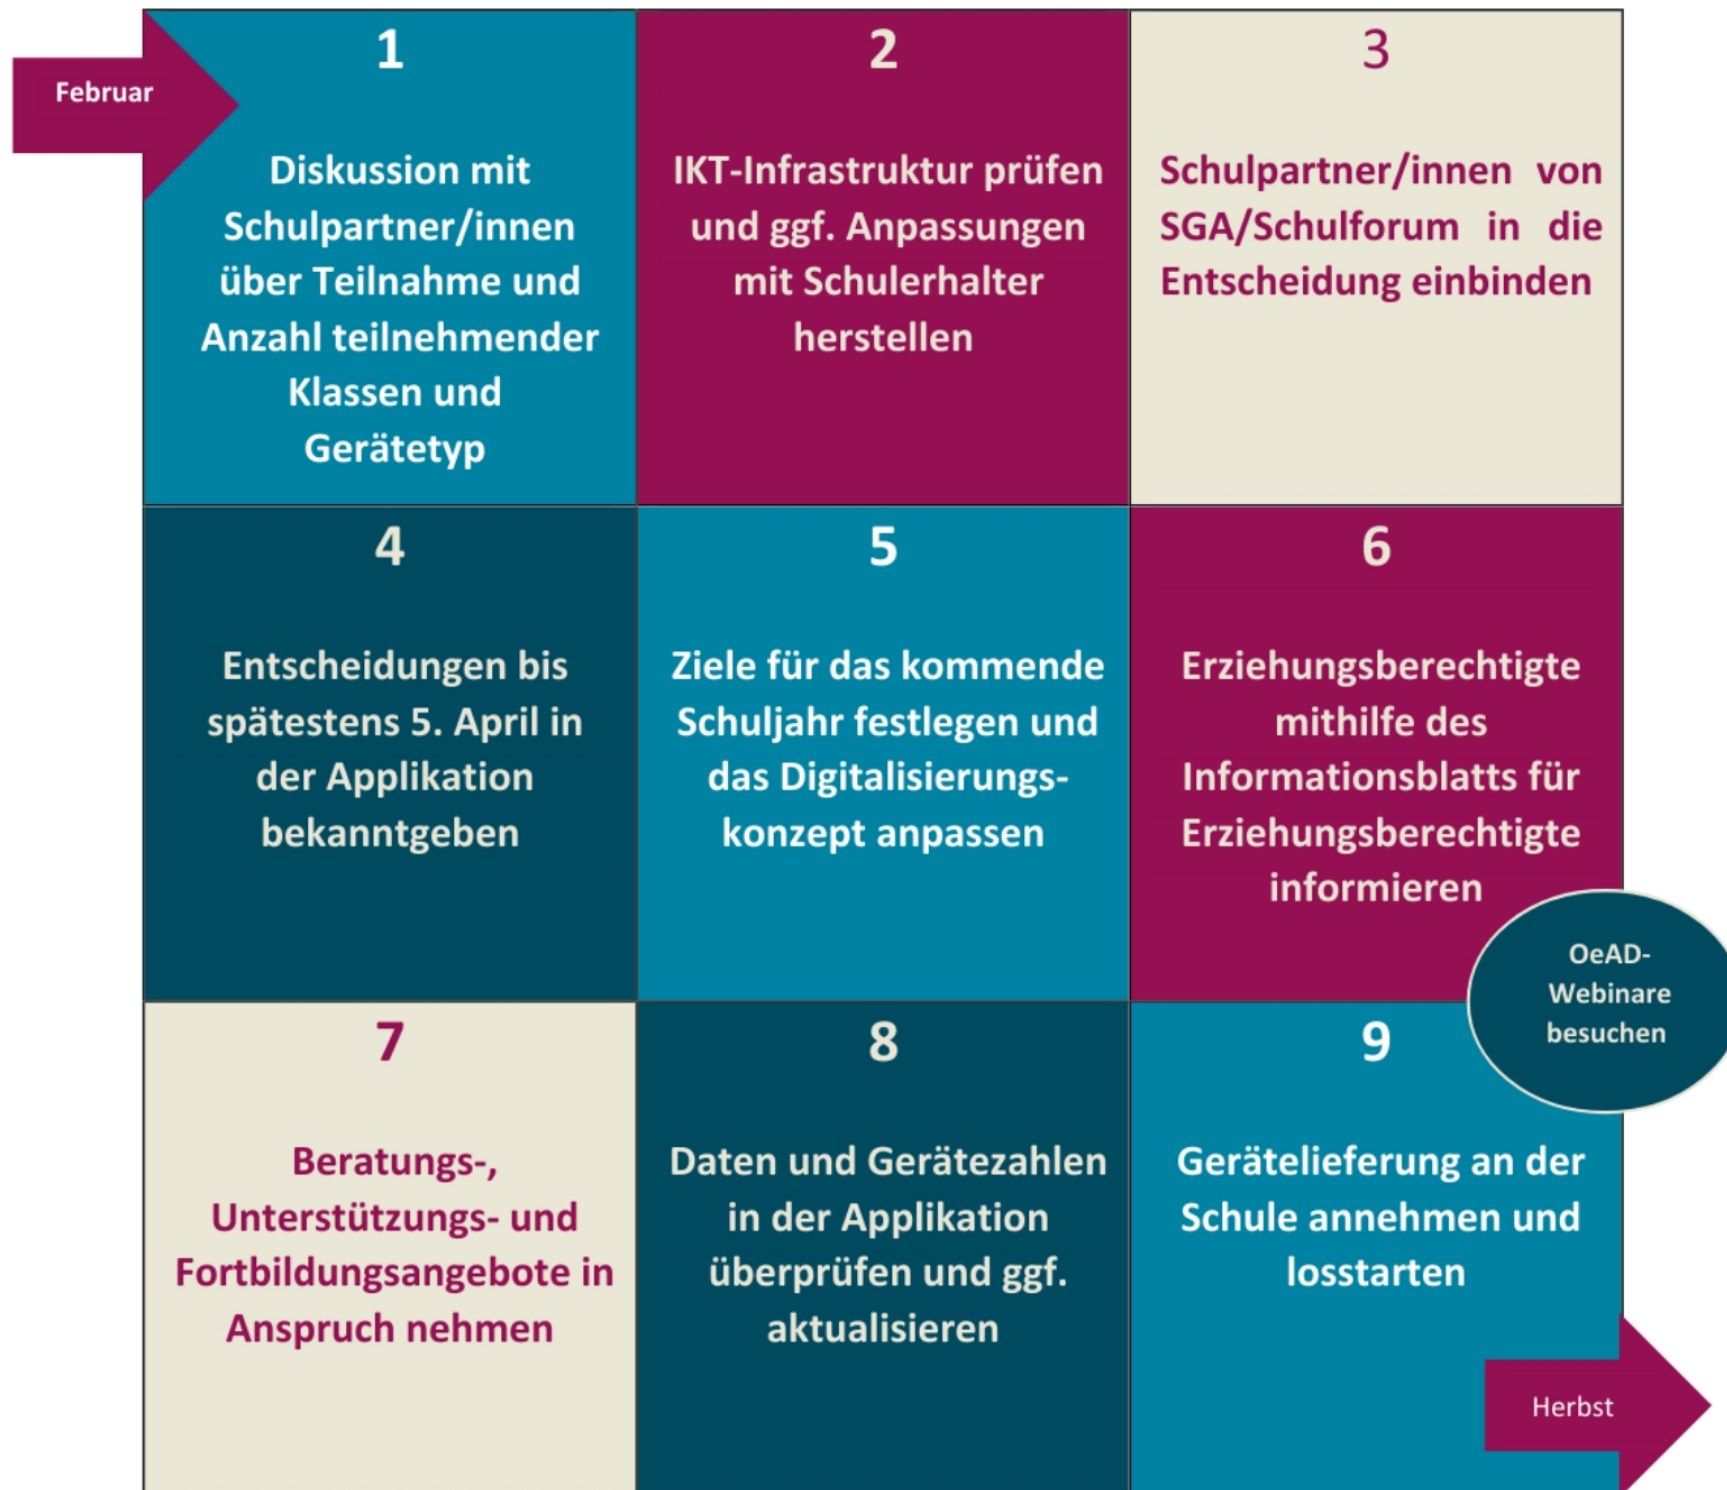 Februar
1
Diskussion mit
Schulpartner/innen
über Teilnahme und
Anzahl teilnehmender
Klassen und
Gerätetyp
2
IKT-Infrastruktur prüfen
und ggf. Anpassungen
mit Schulerhalter
herstellen
3
Schulpartner/innen von
SGA/Schulforum in die
Entscheidung einbinden
4
Entscheidungen bis
spätestens 5. April in
der Applikation
bekanntgeben
5
Ziele für das kommende
Schuljahr festlegen und
das Digitalisierungs-
konzept anpassen
6
Erziehungsberechtigte
mithilfe des
Informationsblatts für
Erziehungsberechtigte
informieren
OeAD-
Webinare
besuchen
7
Beratungs-,
Unterstützungs- und
Fortbildungsangebote in
Anspruch nehmen
8
Daten und Gerätezahlen
in der Applikation
überprüfen und ggf.
aktualisieren
9
Gerätelieferung an der
Schule annehmen und
losstarten
Herbst